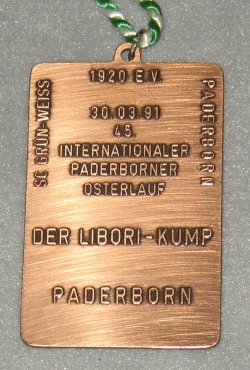 SC GRÜN-WEISS
1920 E.V.
PADERBORN
30.03.91
45.
INTERNATIONALER
PADERBORNER
OSTERLAUF
DER LIBORI-KUMP
PADERBORN